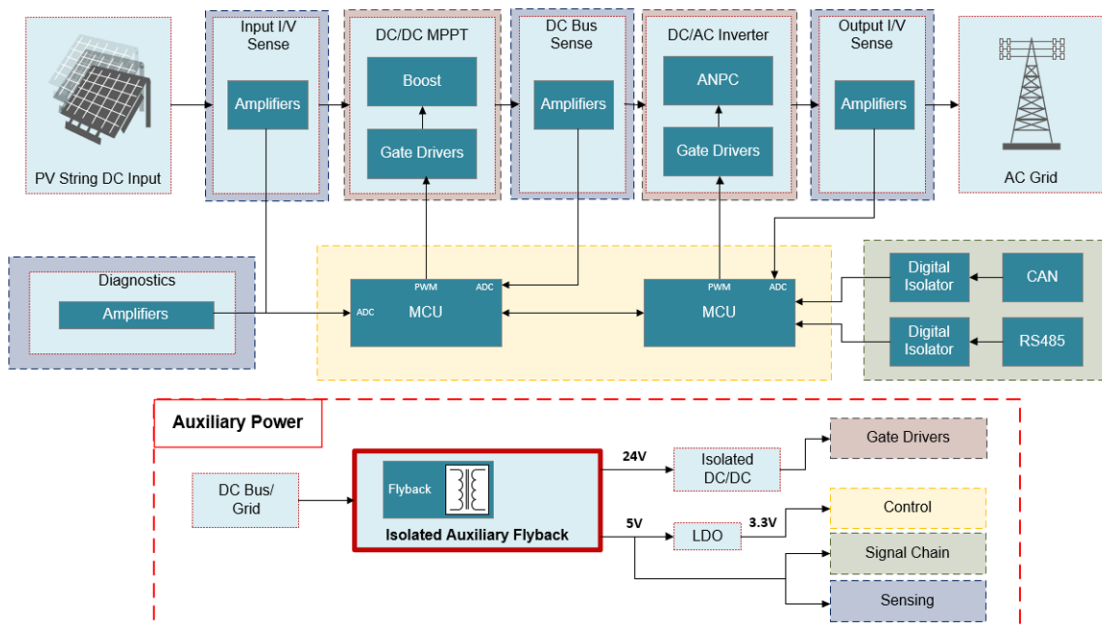 Input I/V
Sense
Amplifiers
DC/DC MPPT
Boost
Gate Drivers
DC Bus
Sense
Amplifiers
DC/AC Inverter
ANPC
Gate Drivers
Output I/V
Sense
Amplifiers
PV String DC Input
AC Grid
Diagnostics
Amplifiers
PWM
ADC
ADC
MCU
PWM
ADC
MCU
Digital
Isolator
CAN
Digital
Isolator
RS485
Auxiliary Power
DC Bus/
Grid
Flyback
Isolated Auxiliary Flyback
24V
Isolated
DC/DC
Gate Drivers
5V
LDO
3.3V
Control
Signal Chain
Sensing